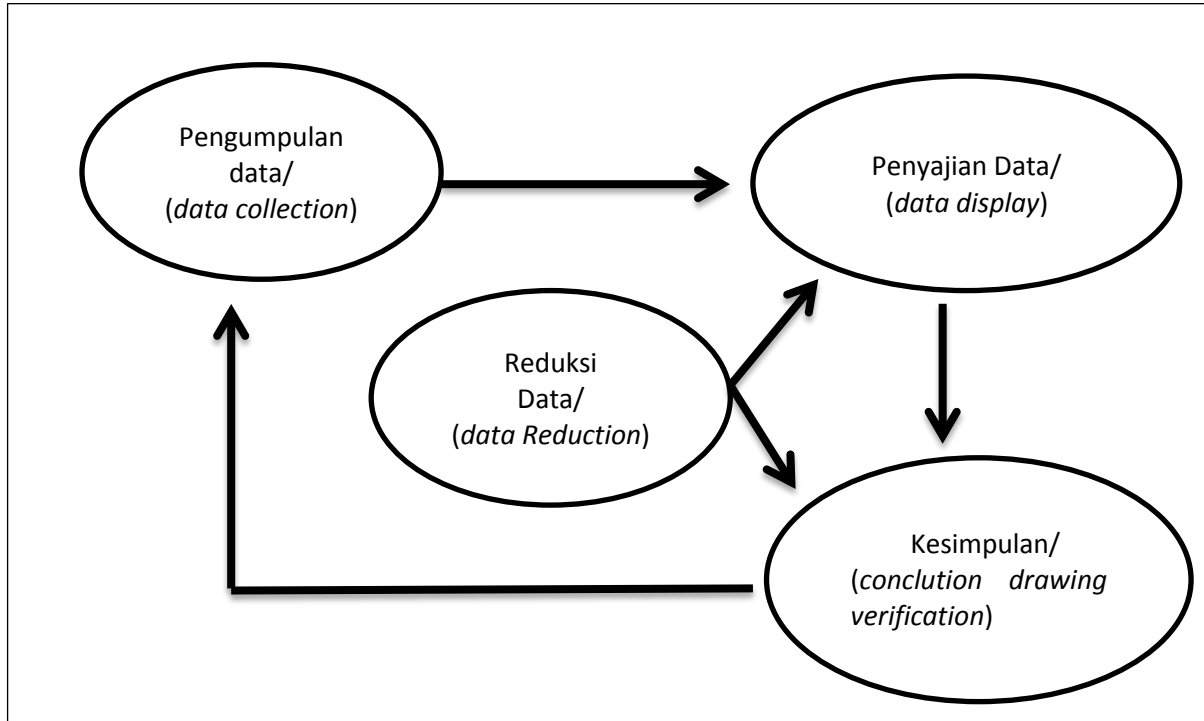 Pengumpulan
data/
(data collection)
Penyajian Data/
(data display)
Reduksi
Data/
(data Reduction)
Kesimpulan/
(conclution drawing
verification)